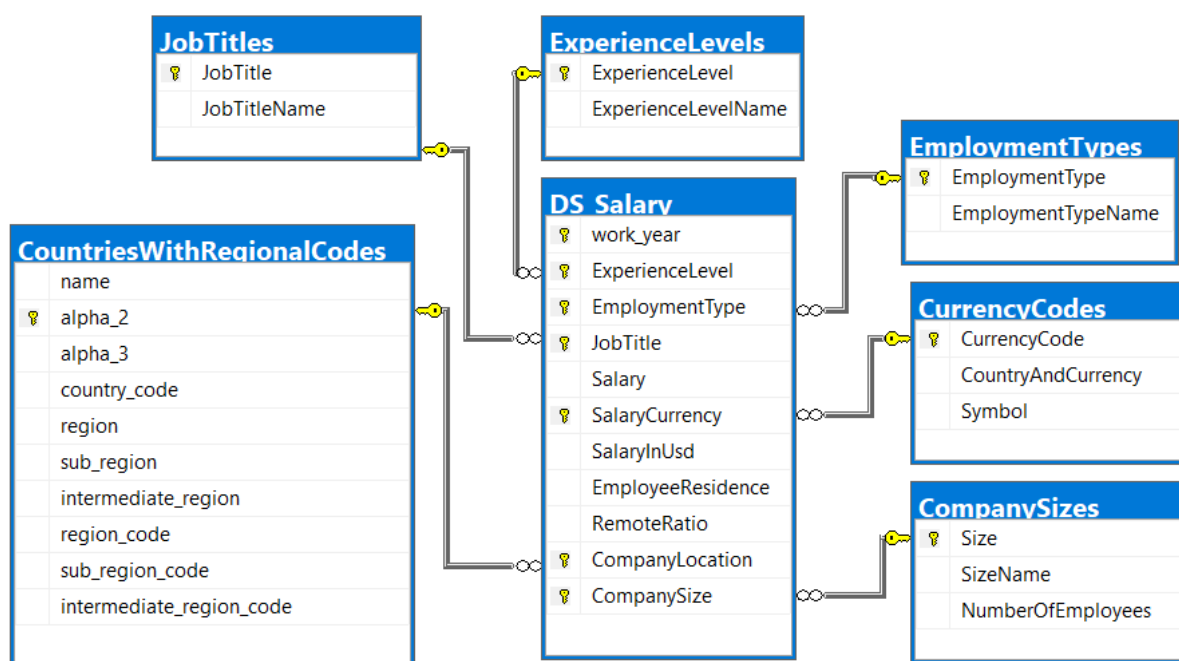 JobTitles
JobTitle
JobTitleName
ExperienceLevels
ExperienceLevel
ExperienceLevelName
EmploymentTypes
EmploymentType
EmploymentTypeName
DS_Salary
work_year
ExperienceLevel
EmploymentType
JobTitle
Salary
SalaryCurrency
SalaryInUsd
EmployeeResidence
RemoteRatio
CompanyLocation
CompanySize
CountriesWithRegionalCodes
name
alpha_2
alpha_3
country_code
region
sub_region
intermediate_region
region_code
sub_region_code
intermediate_region_code
CurrencyCodes
CurrencyCode
CountryAndCurrency
Symbol
CompanySizes
Size
SizeName
NumberOfEmployees